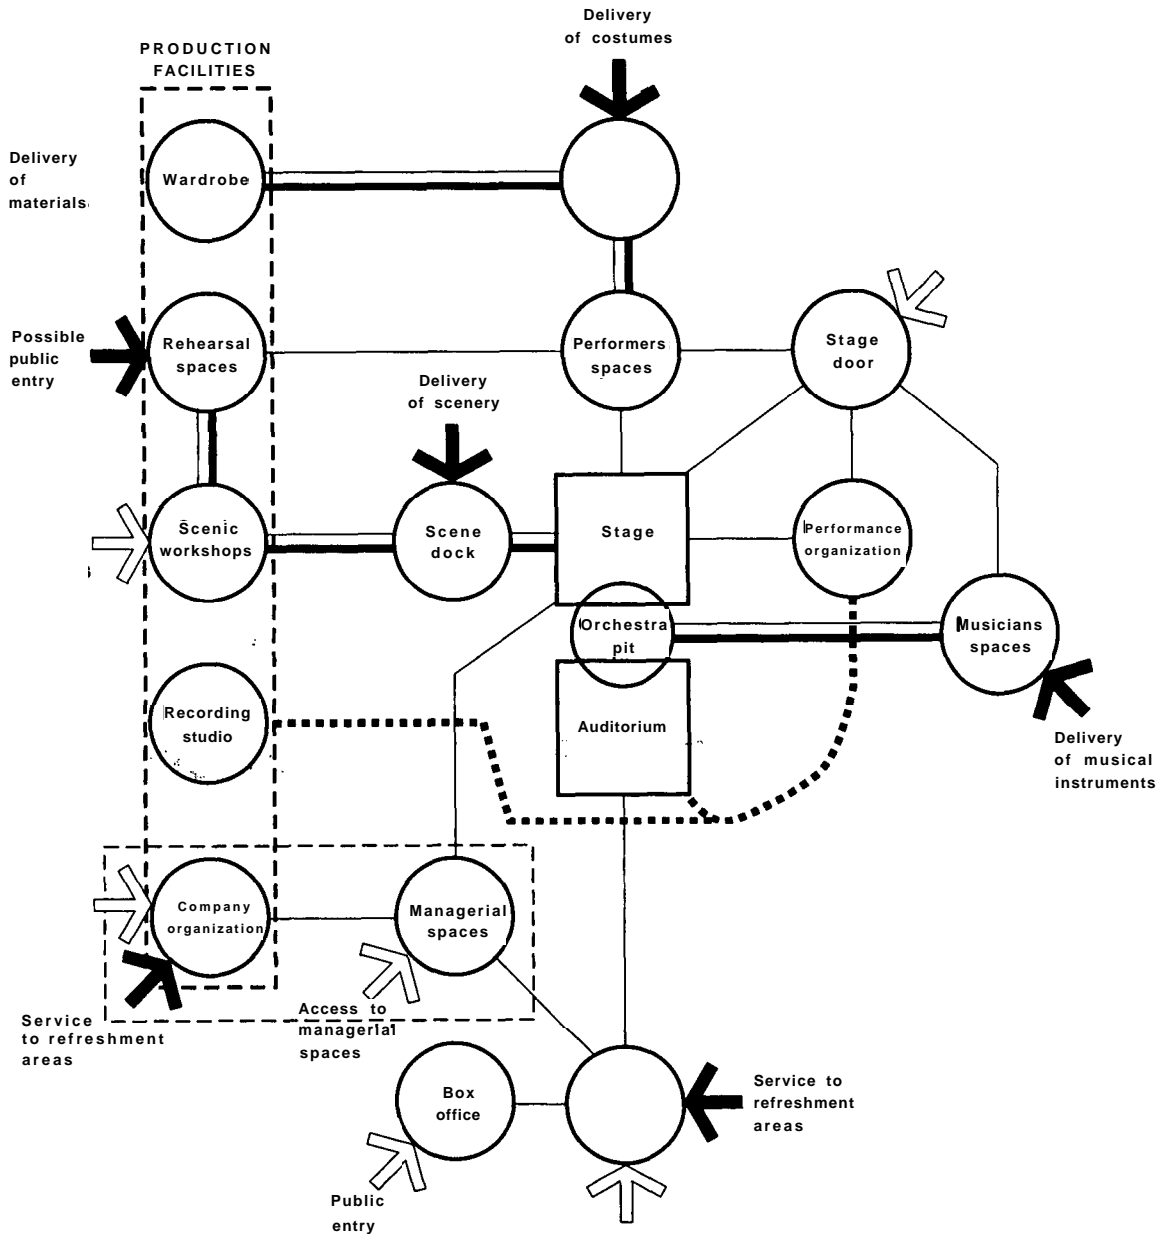 Delivery
of costumes
PRODUCTION
FACILITIES
Delivery
of
materials
Wardrobe
Possible
public
entry
Rehearsal
spaces
Performers
spaces
Stage
door
Delivery
of scenery
Scenic
workshops
Scene
dock
Stage
Performance
organization
Orchestra
pit
Musicians
spaces
Recording
studio
Auditorium
Delivery
of musical
instruments
Company
organization
Managerial
spaces
Service
to refreshment
areas
Access to
managerial
spaces
Box
office
Service to
refreshment
areas
Public
entry